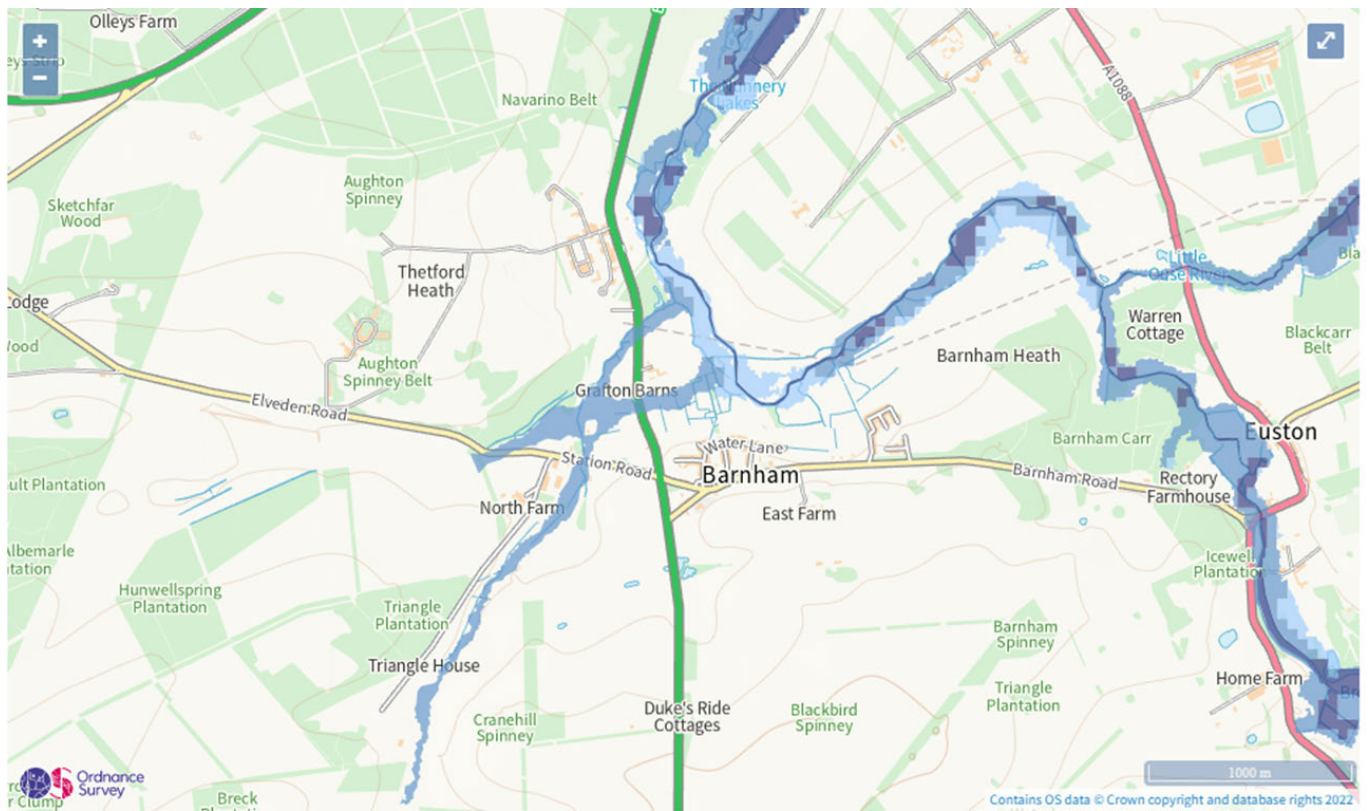 Olleys Farm
+
−
Navarino Belt
A1088
Aughton
Spinney
Sketchfar
Wood
Thetford
Heath
Little
Ouse River
Warren
Cottage
Blackcarr
Belt
Lodge
Wood
Aughton
Spinney Belt
Barnham Heath
Grafton Barns
Elveden Road
Water Lane
Barnham Carr
Euston
Station Road
Barnham
Barnham Road
Rectory
Farmhouse
ult Plantation
North Farm
East Farm
Albemarle
tation
Hunwellspring
Plantation
Icewell
Plantation
Triangle
Plantation
Barnham
Spinney
Triangle House
Home Farm
Triangle
Plantation
Duke's Ride
Cottages
Blackbird
Spinney
Cranehill
Spinney
Ordnance
Survey
r Clump
Breck
1000 m
Contains OS data © Crown copyright and database rights 2022